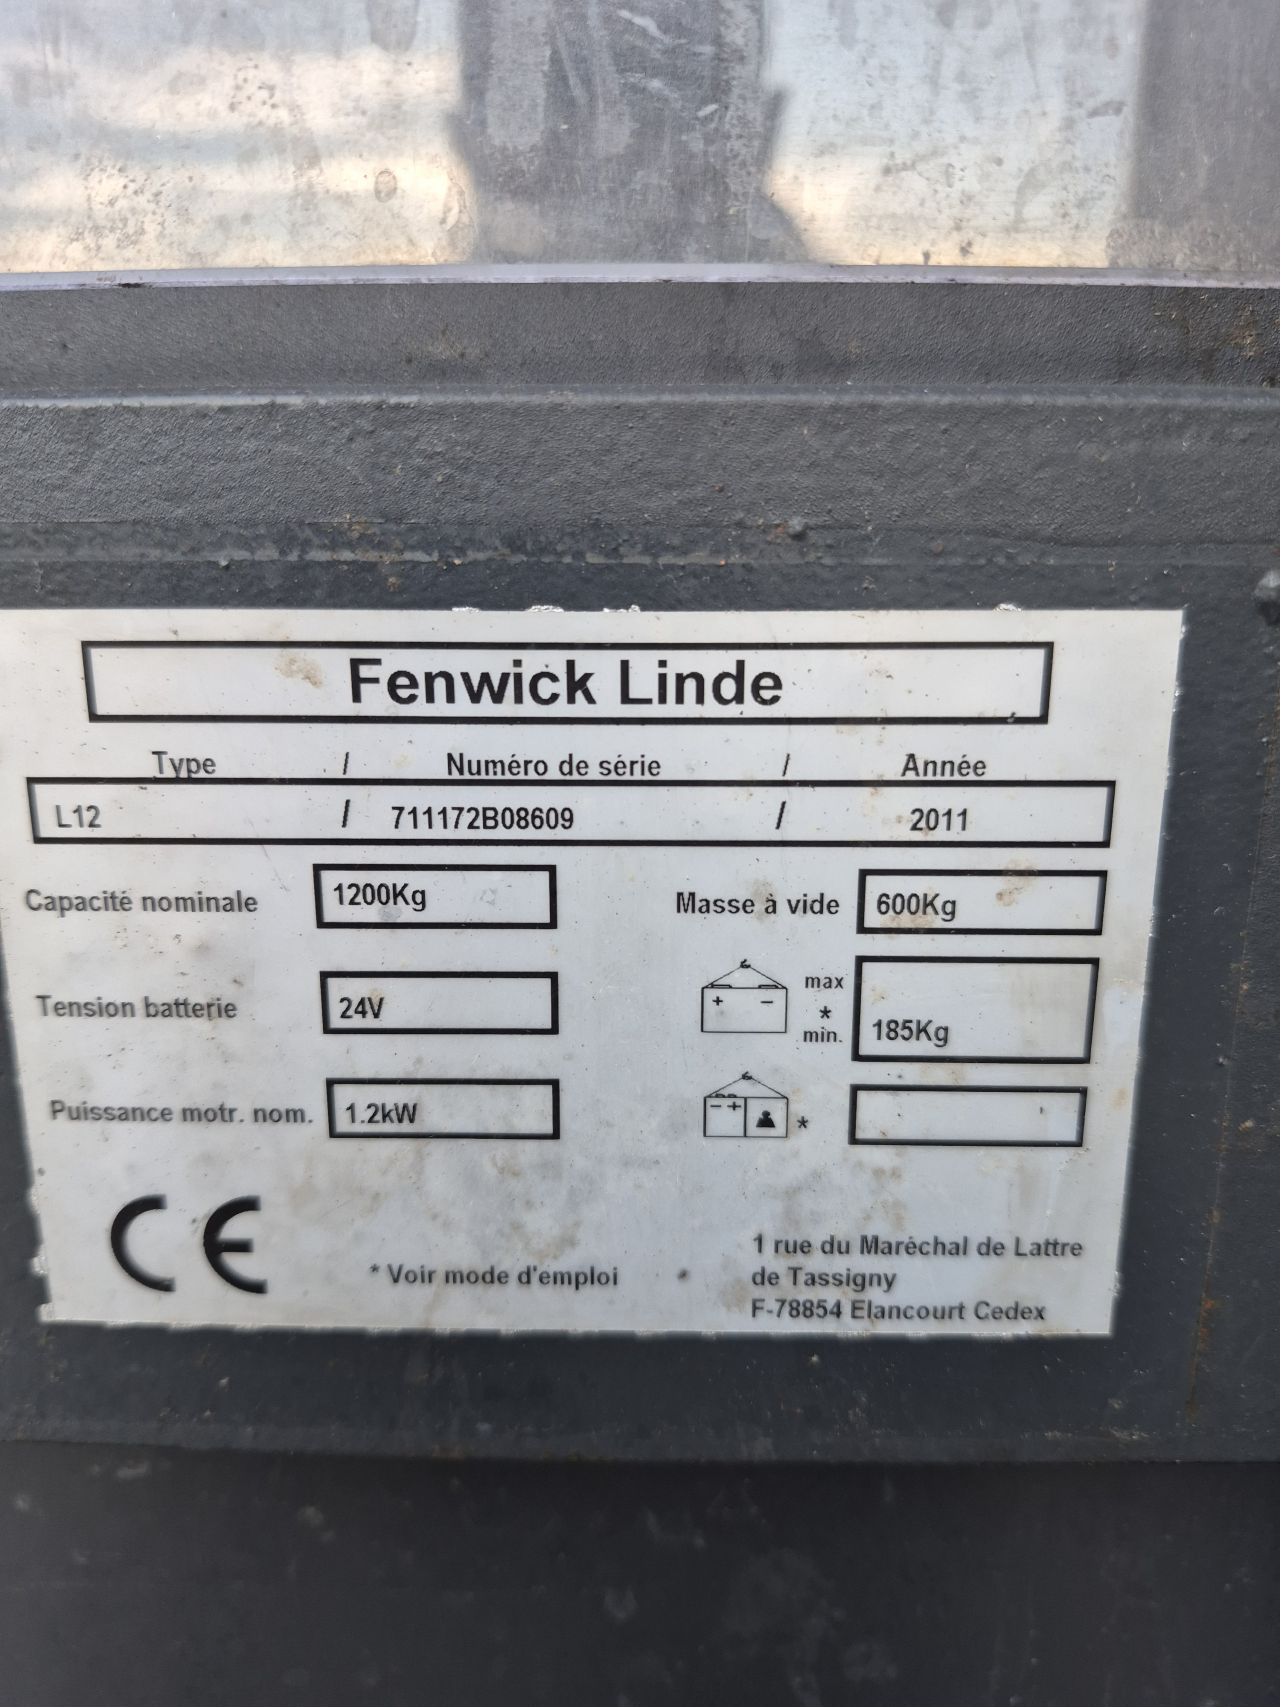 Fenwick Linde
Type / Numéro de série / Année
L12 / 711172B08609 / 2011
Capacité nominale 1200Kg Masse à vide 600Kg
Tension batterie 24V + - max * min. 185Kg
Puissance motr. nom. 1.2kW - + *
CE
* Voir mode d'emploi
1 rue du Maréchal de Lattre
de Tassigny
F-78854 Elancourt Cedex